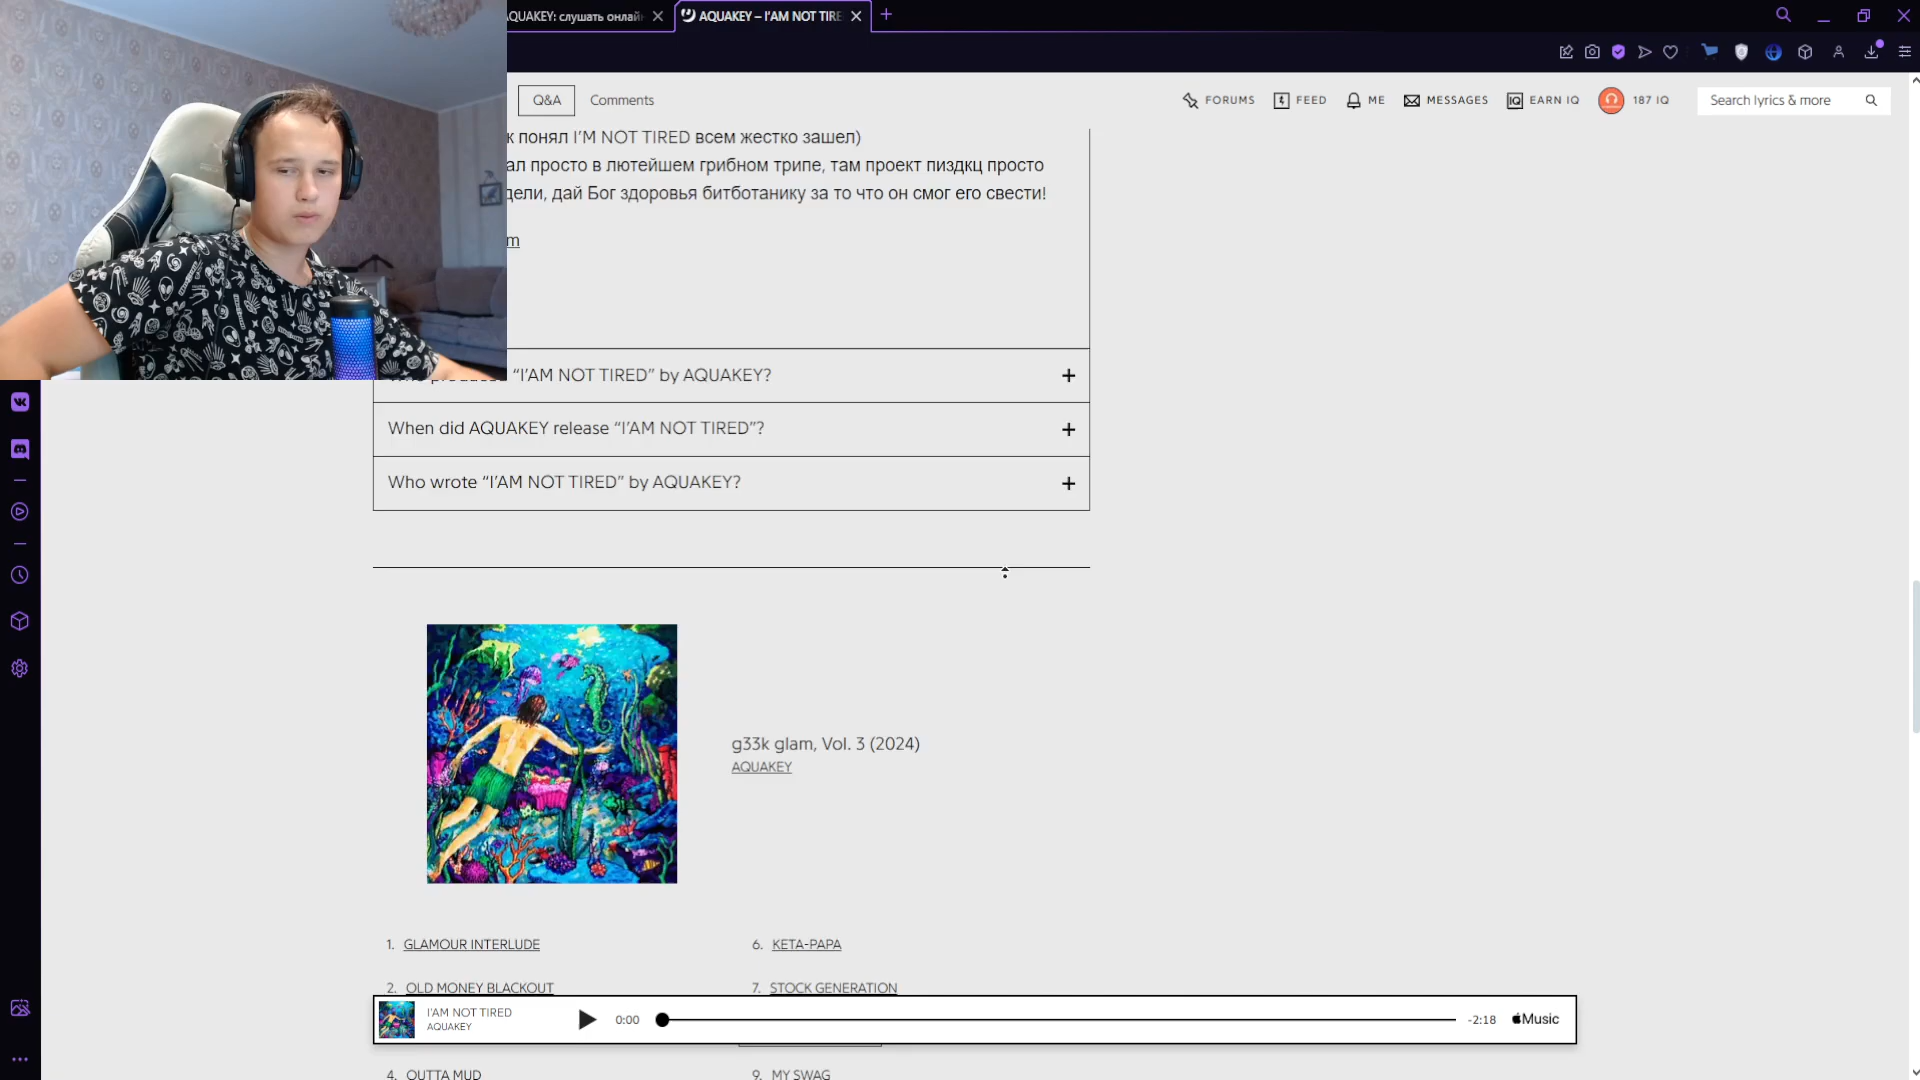 AQUAKEY: слушать онлайн
AQUAKEY – I'AM NOT TIRE
Q&A
Comments
FORUMS
FEED
ME
MESSAGES
EARN IQ
187 IQ
Search lyrics & more
к понял I'M NOT TIRED всем жестко зашел)
ал просто в лютейшем грибном трипе, там проект пиздкц просто
дели, дай Бог здоровья битботанику за то что он смог его свести!
m
“I'AM NOT TIRED” by AQUAKEY?
When did AQUAKEY release “I'AM NOT TIRED”?
Who wrote “I'AM NOT TIRED” by AQUAKEY?
g33k glam, Vol. 3 (2024)
AQUAKEY
1. GLAMOUR INTERLUDE
6. KETA-PAPA
2. OLD MONEY BLACKOUT
7. STOCK GENERATION
I'AM NOT TIRED
AQUAKEY
0:00
-2:18
Music
4. OUTTA MUD
9. MY SWAG